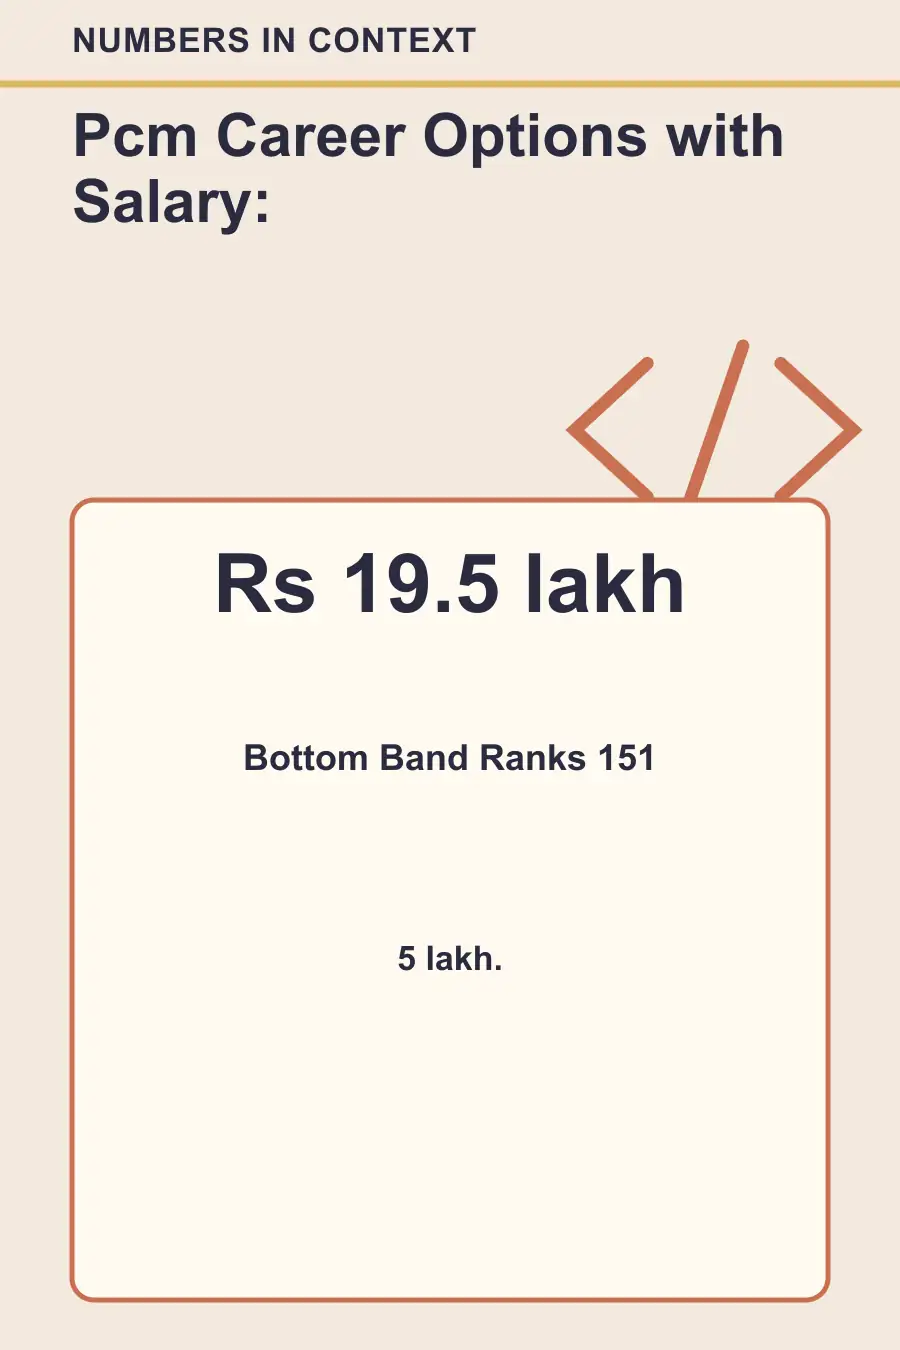 NUMBERS IN CONTEXT
Pcm Career Options with
Salary:
Rs 19.5 lakh
Bottom Band Ranks 151
5 lakh.